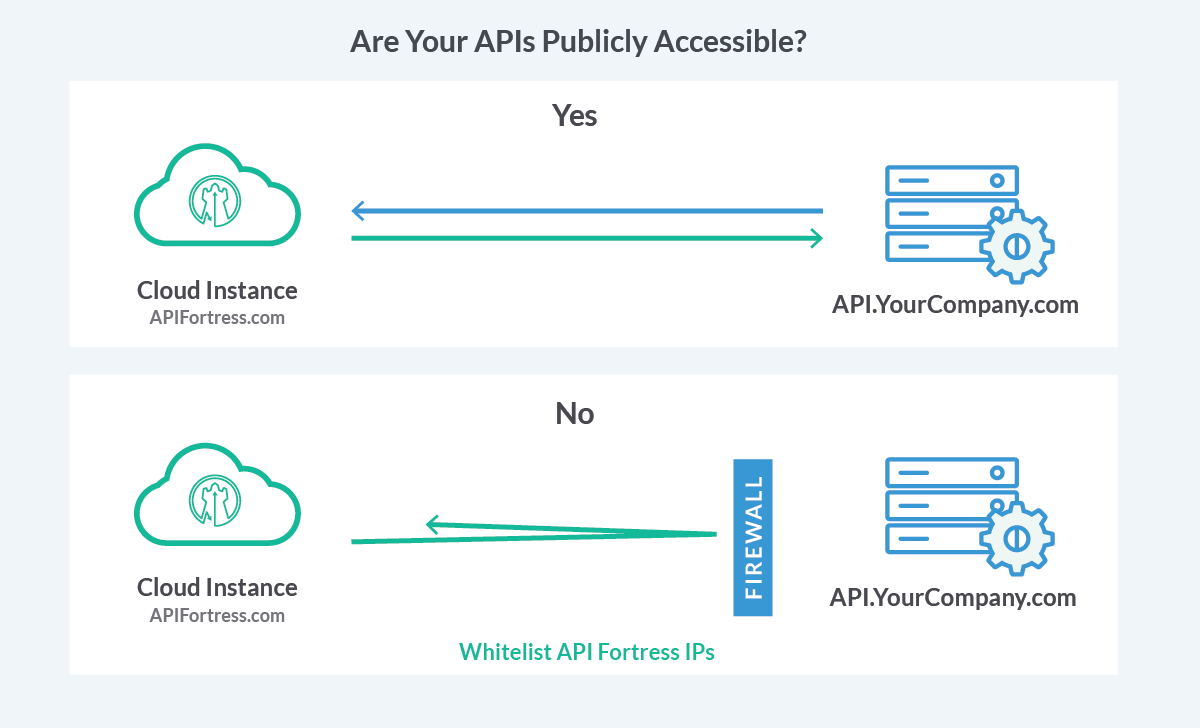 Are Your APIs Publicly Accessible?
Yes
Cloud Instance
APIFortress.com
API.YourCompany.com
No
FIREWALL
Cloud Instance
APIFortress.com
API.YourCompany.com
Whitelist API Fortress IPs